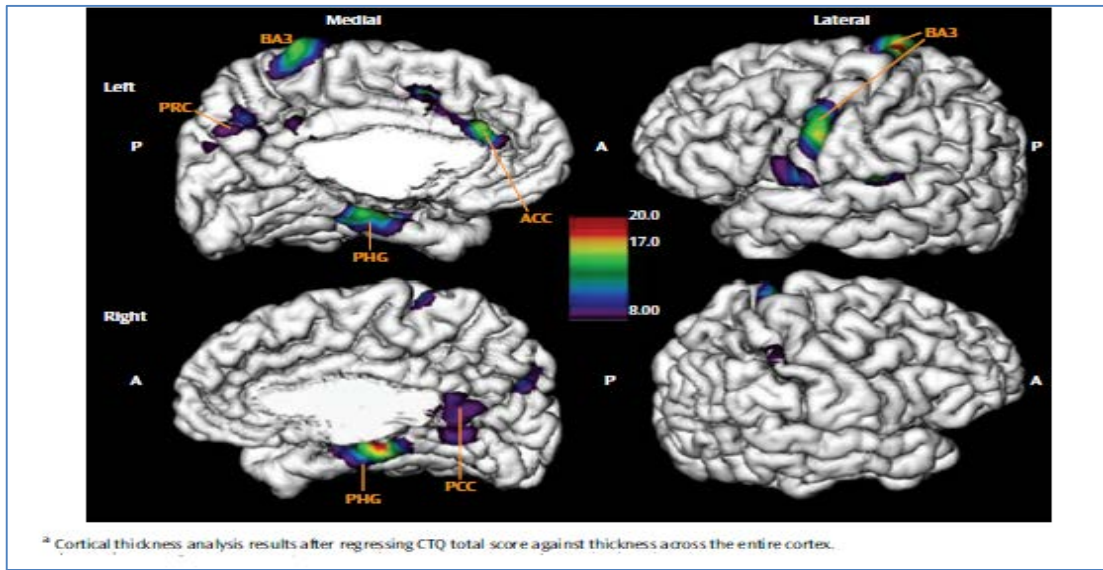 Medial
Lateral
BA3
BA3
Left
PRC
P
A
P
ACC
20.0
17.0
PHG
8.00
Right
A
P
A
PHG
PCC
a Cortical thickness analysis results after regressing CTQ total score against thickness across the entire cortex.